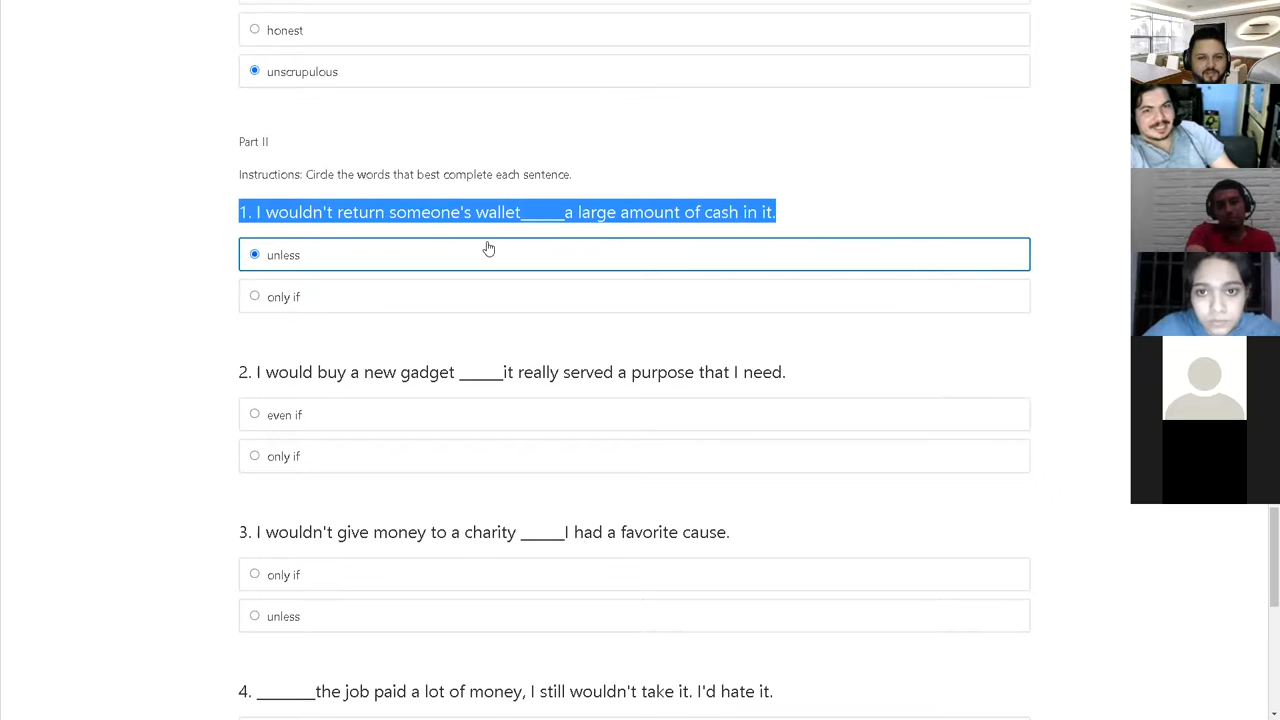 honest
unscrupulous
Part II
Instructions: Circle the words that best complete each sentence.
1. I wouldn't return someone's wallet_____a large amount of cash in it.
unless
only if
2. I would buy a new gadget _____it really served a purpose that I need.
even if
only if
3. I wouldn't give money to a charity _____I had a favorite cause.
only if
unless
4. _______the job paid a lot of money, I still wouldn't take it. I'd hate it.